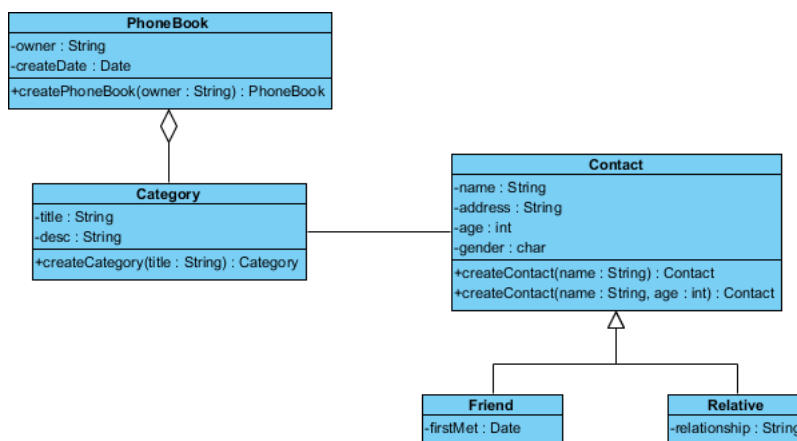 PhoneBook
-owner : String
-createDate : Date
+createPhoneBook(owner : String) : PhoneBook
Category
-title : String
-desc : String
+createCategory(title : String) : Category
Contact
-name : String
-address : String
-age : int
-gender : char
+createContact(name : String) : Contact
+createContact(name : String, age : int) : Contact
Friend
-firstMet : Date
Relative
-relationship : String